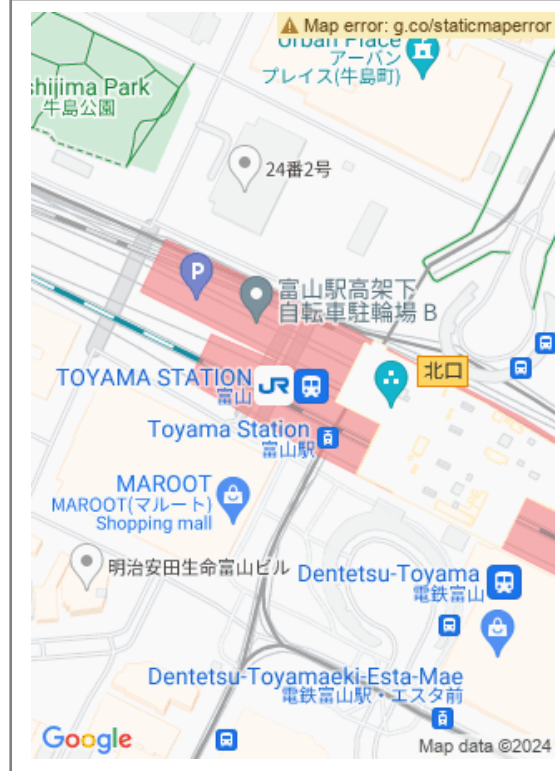 Map error: g.co/staticmaperror
Urban Place
アーバン
プレイス(牛島町)
shijima Park
牛島公園
24番2号
P
富山駅高架下
自転車駐輪場 B
北口
TOYAMA STATION
富山
JR
Toyama Station
富山駅
MAROOT
MAROOT(マルート)
Shopping mall
明治安田生命富山ビル
Dentetsu-Toyama
電鉄富山
Dentetsu-Toyamaeki-Esta-Mae
電鉄富山駅・エスタ前
Google
Map data ©2024